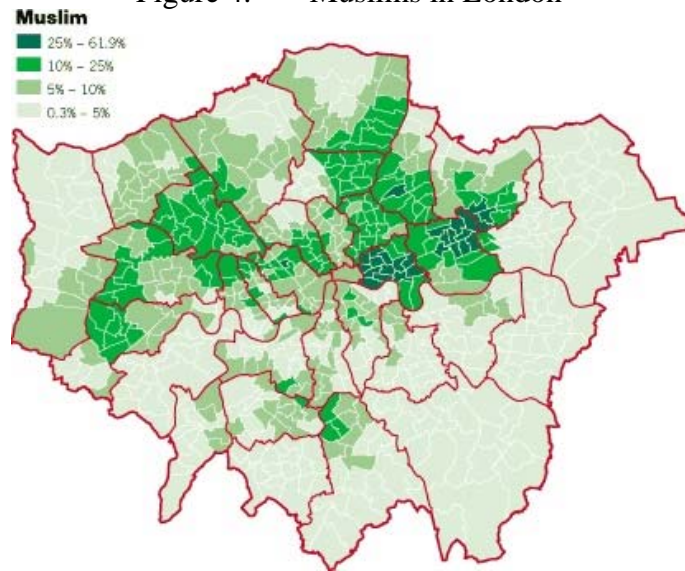 Figure 4. Muslims in London
Muslim
25% – 61.9%
10% – 25%
5% – 10%
0.3% – 5%